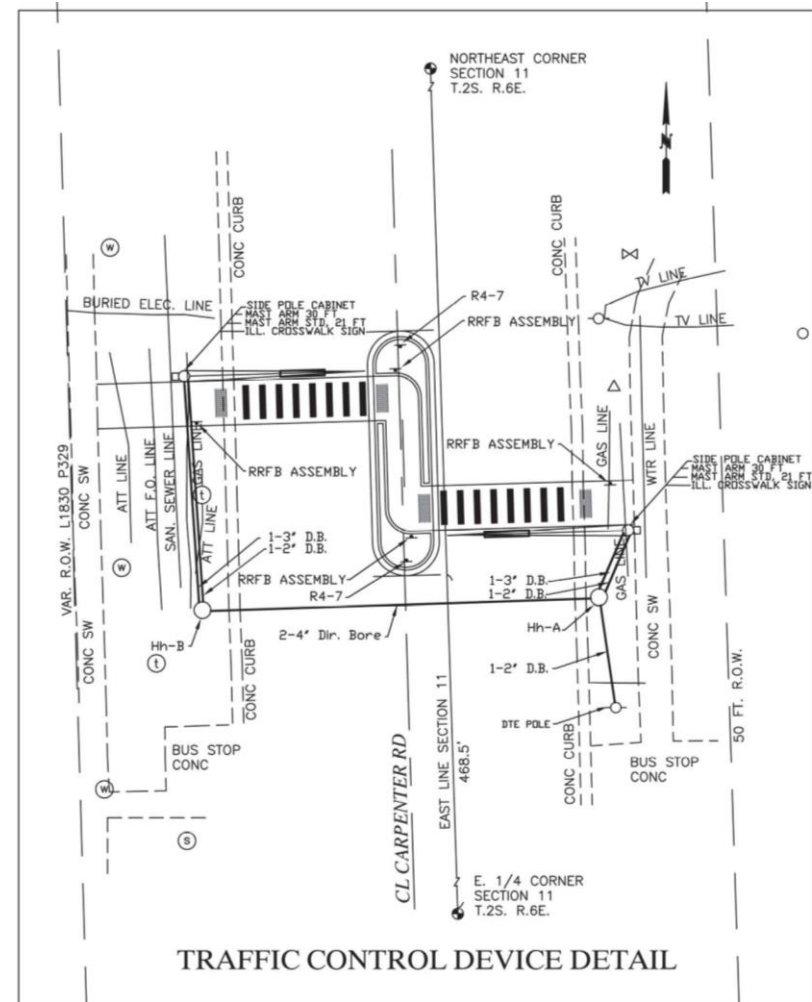 NORTHEAST CORNER
SECTION 11
T.2S. R.6E.
N
CONC CURB
CONC CURB
W
R4-7
TV LINE
BURIED ELEC. LINE
SIDE POLE CABINET
MAST ARM 30 FT
MAST ARM STD. 21 FT
ILL. CROSSWALK SIGN
RRFB ASSEMBLY
TV LINE
VAR. R.O.W. L1830 P329
CONC SW
ATT LINE
ATT F.O. LINE
SAN. SEWER LINE
GAS LINE
RRFB ASSEMBLY
RRFB ASSEMBLY
GAS LINE
WTR LINE
SIDE POLE CABINET
MAST ARM 30 FT
MAST ARM STD. 21 FT
ILL. CROSSWALK SIGN
t
ATT LINE
1-3" D.B.
1-2" D.B.
W
RRFB ASSEMBLY
R4-7
1-3" D.B.
1-2" D.B.
GAS LINE
CONC SW
CONC SW
Hh-B
2-4" Dir. Bore
Hh-A
t
CONC CURB
1-2" D.B.
DTE POLE
EAST LINE SECTION 11
468.5'
CL CARPENTER RD
CONC CURB
50 FT. R.O.W.
BUS STOP
CONC
BUS STOP
CONC
W
S
E. 1/4 CORNER
SECTION 11
T.2S. R.6E.
TRAFFIC CONTROL DEVICE DETAIL